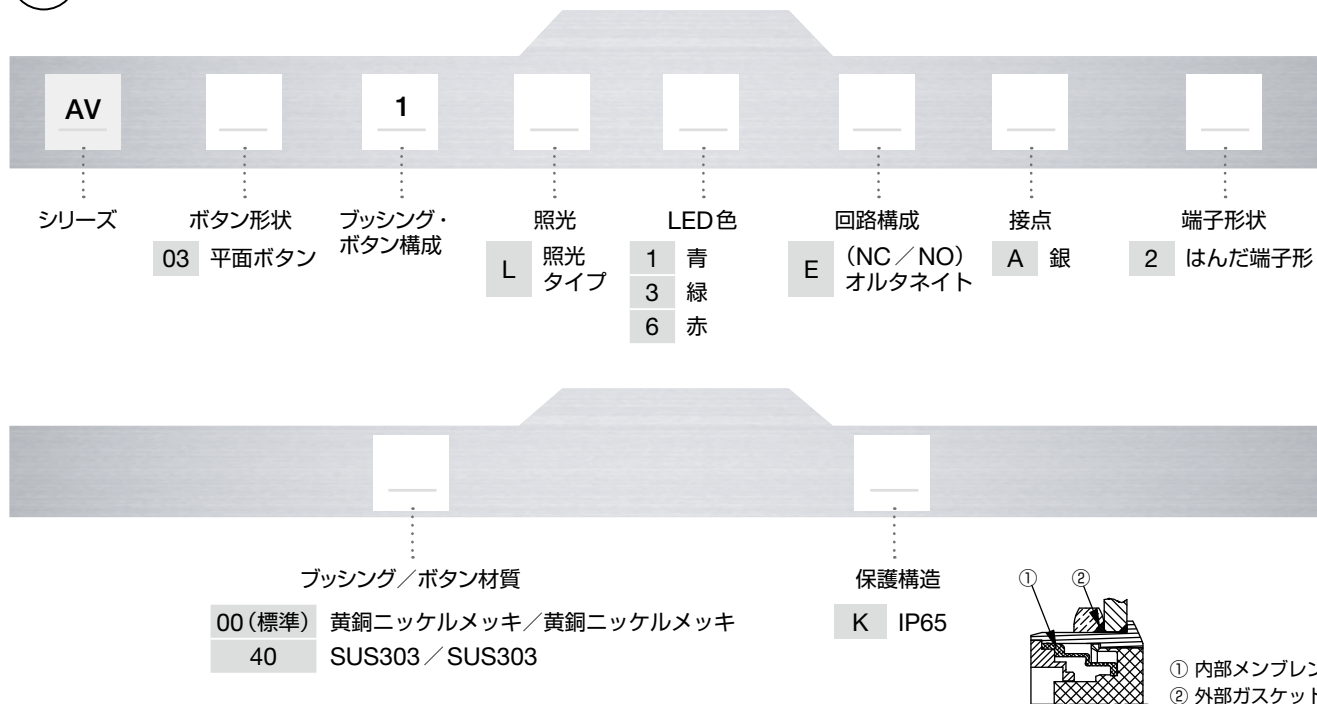 AV
1
シリーズ
ボタン形状
03 平面ボタン
ブッシング・
ボタン構成
照光
L 照光
タイプ
LED色
1 青
3 緑
6 赤
回路構成
E (NC/NO)
オルタネイト
接点
A 銀
端子形状
2 はんだ端子形
ブッシング/ボタン材質
00(標準) 黄銅ニッケルメッキ/黄銅ニッケルメッキ
40 SUS303/SUS303
保護構造
K IP65
① ②
① 内部メンブレン
② 外部ガスケット